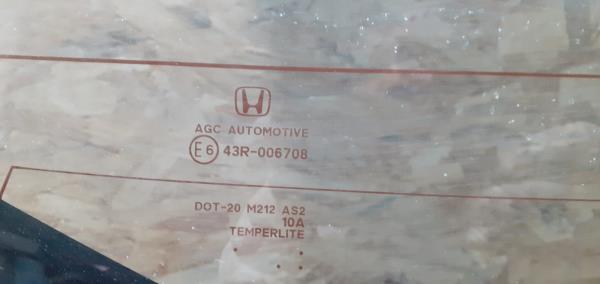 AGC AUTOMOTIVE
E6 43R-006708
DOT-20 M212 AS2
10A
TEMPERLITE